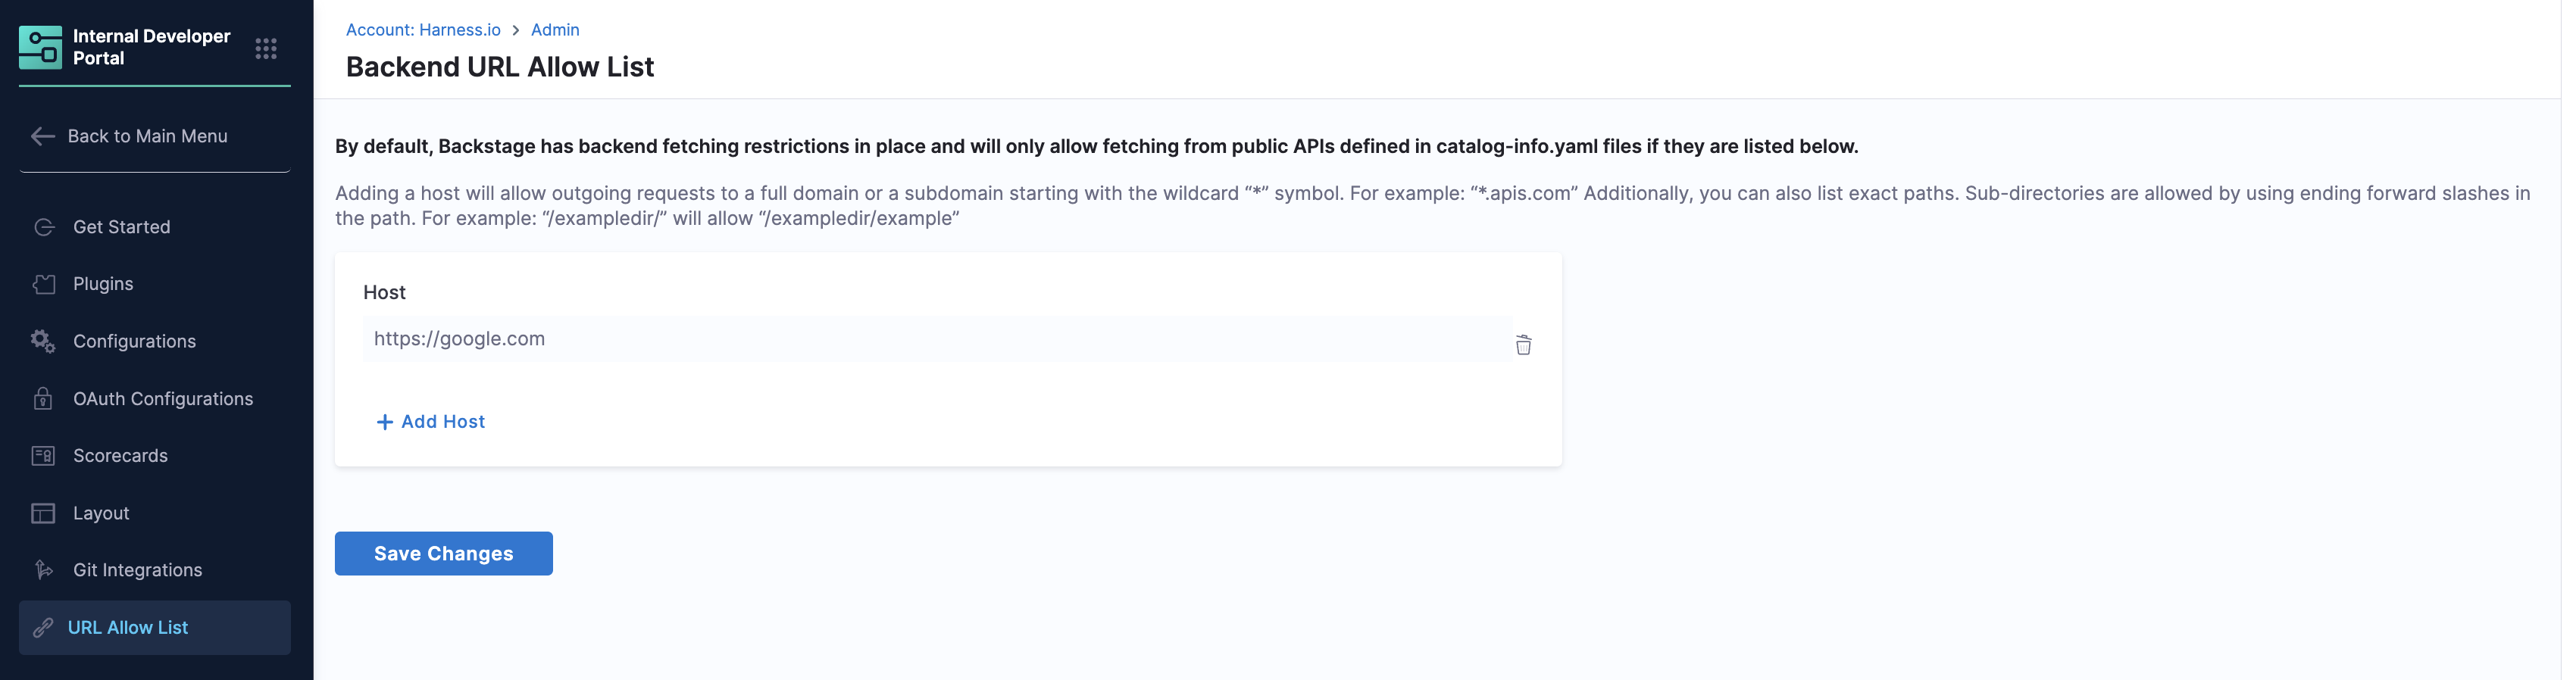 Internal Developer
Portal
Back to Main Menu
Get Started
Plugins
Configurations
OAuth Configurations
Scorecards
Layout
Git Integrations
URL Allow List
Account: Harness.io > Admin
Backend URL Allow List
By default, Backstage has backend fetching restrictions in place and will only allow fetching from public APIs defined in catalog-info.yaml files if they are listed below.
Adding a host will allow outgoing requests to a full domain or a subdomain starting with the wildcard “*” symbol. For example: “*.apis.com” Additionally, you can also list exact paths. Sub-directories are allowed by using ending forward slashes in
the path. For example: “/exampledir/” will allow “/exampledir/example”
Host
https://google.com
+ Add Host
Save Changes